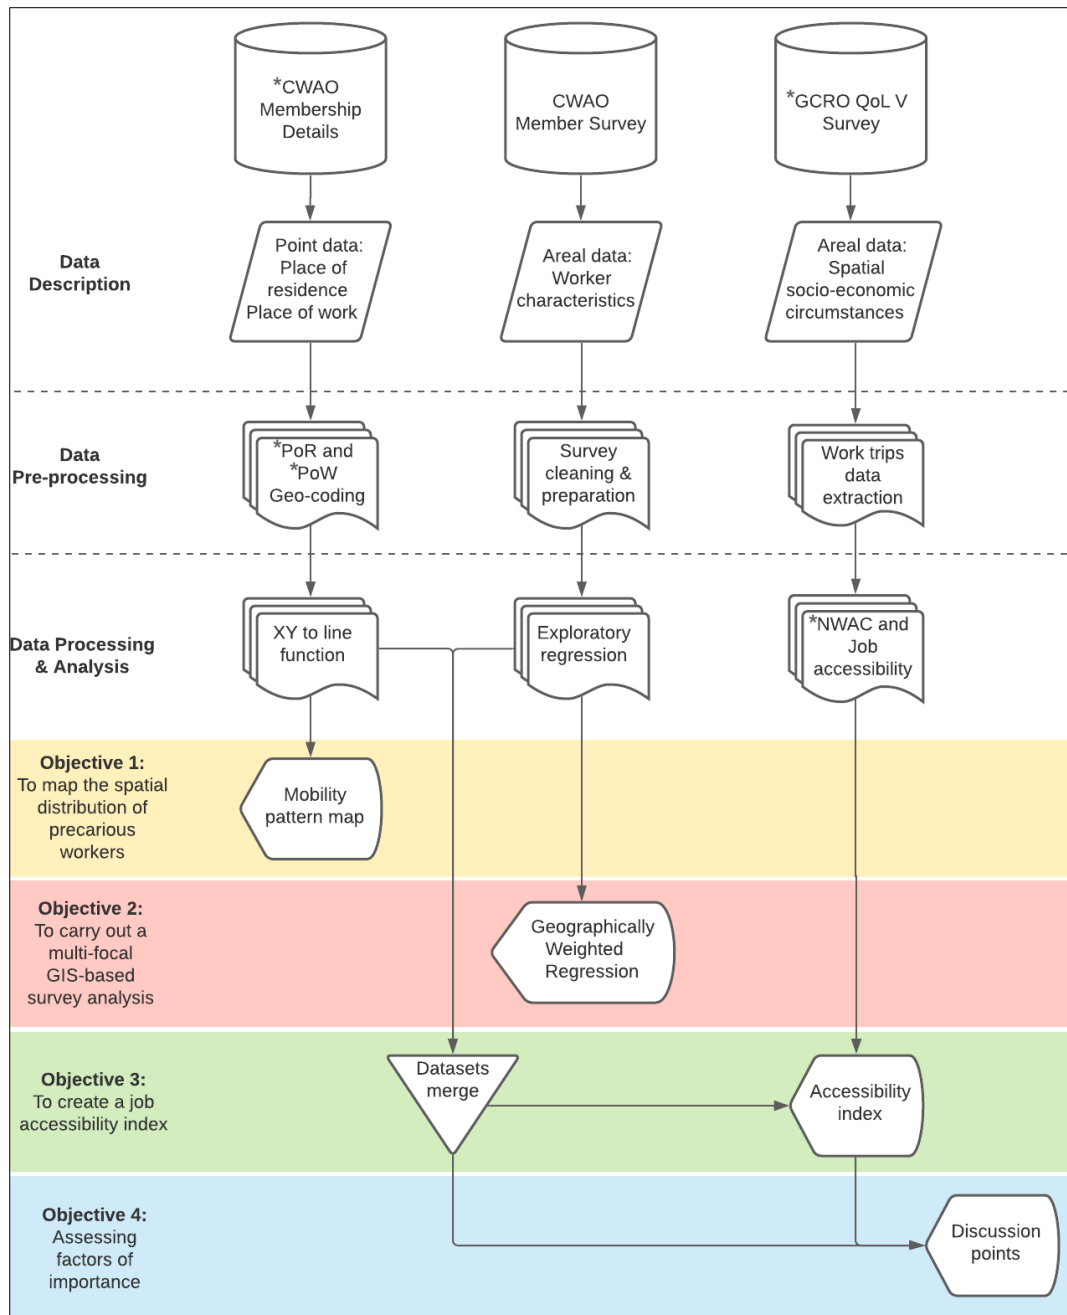 *CWAO
Membership
Details
CWAO
Member Survey
*GCRO QoL V
Survey
Data
Description
Point data:
Place of
residence
Place of work
Areal data:
Worker
characteristics
Areal data:
Spatial
socio-economic
circumstances
Data
Pre-processing
*PoR and
*PoW
Geo-coding
Survey
cleaning &
preparation
Work trips
data
extraction
Data Processing
& Analysis
XY to line
function
Exploratory
regression
*NWAC and
Job
accessibility
Objective 1:
To map the spatial
distribution of
precarious
workers
Mobility
pattern map
Objective 2:
To carry out a
multi-focal
GIS-based
survey analysis
Geographically
Weighted
Regression
Objective 3:
To create a job
accessibility index
Datasets
merge
Accessibility
index
Objective 4:
Assessing
factors of
importance
Discussion
points